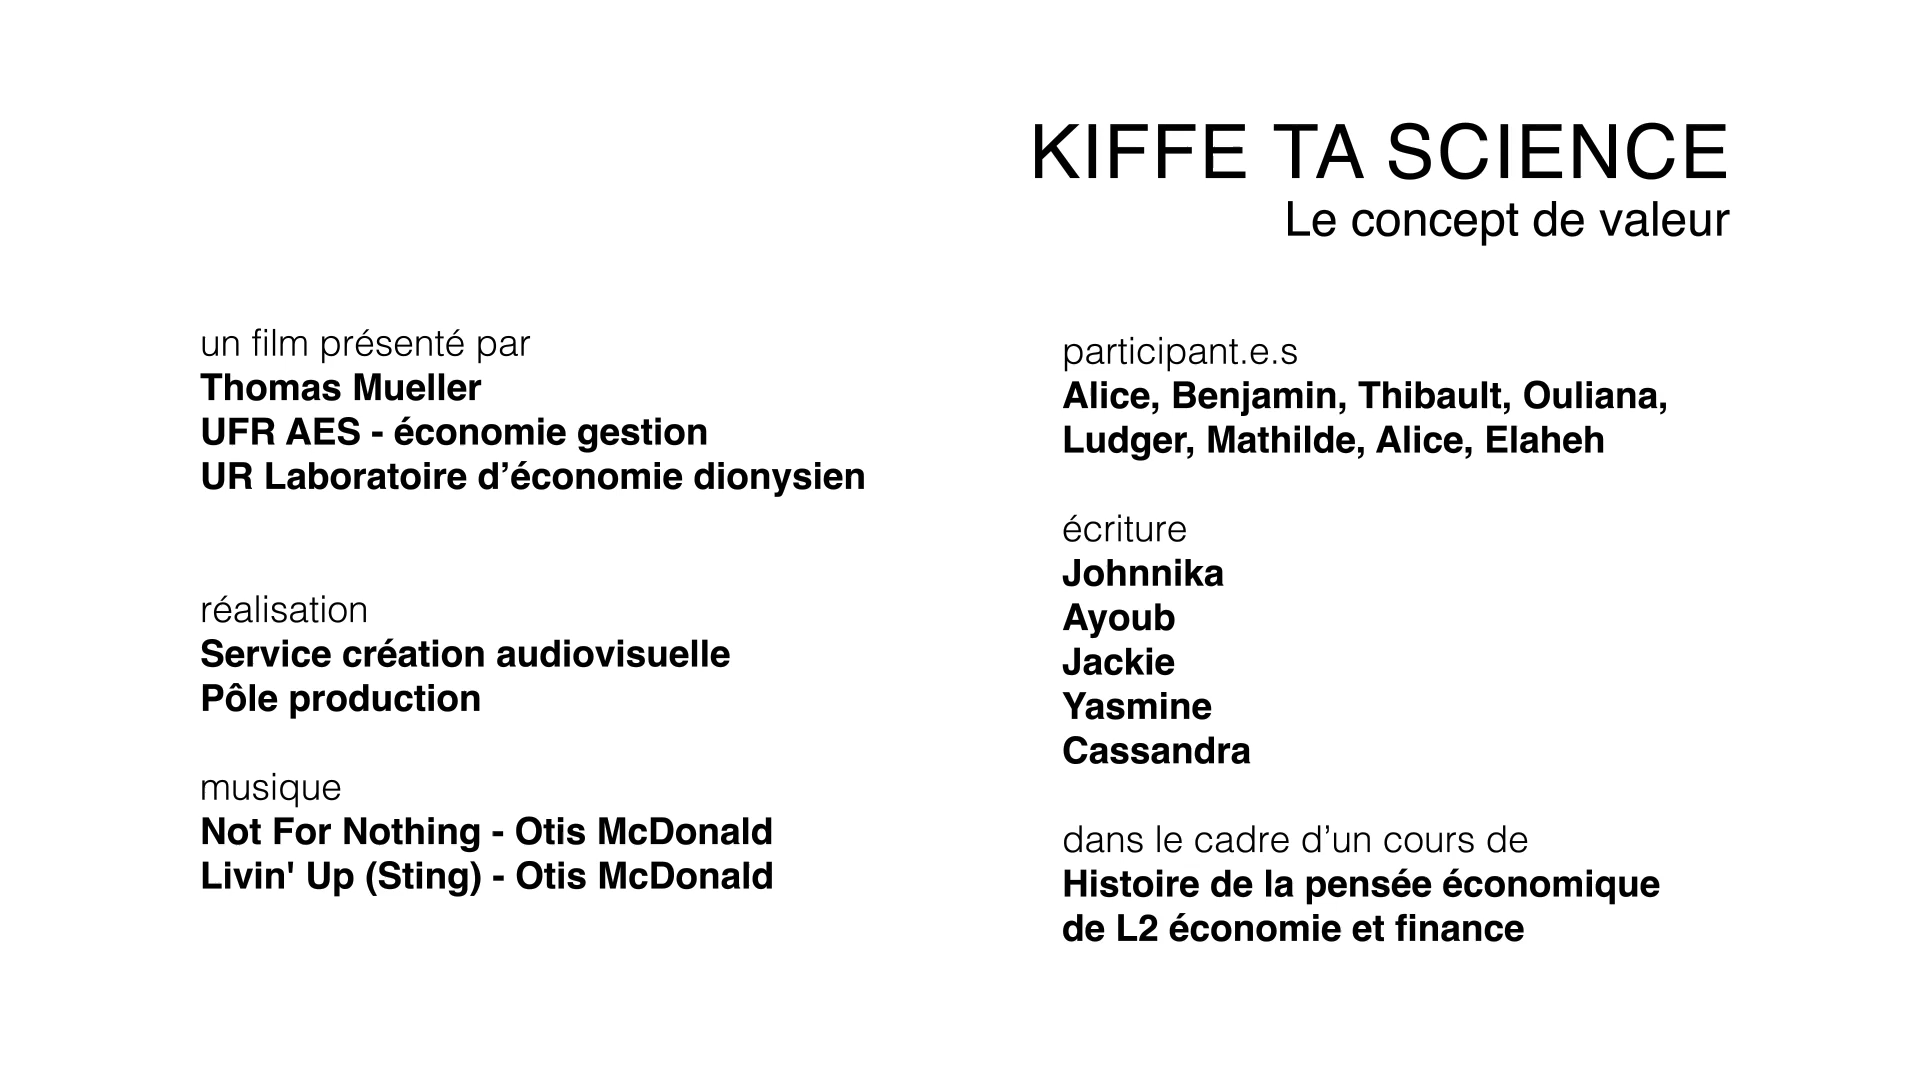 KIFFE TA SCIENCE
Le concept de valeur
un film présenté par
Thomas Mueller
UFR AES - économie gestion
UR Laboratoire d’économie dionysien
réalisation
Service création audiovisuelle
Pôle production
musique
Not For Nothing - Otis McDonald
Livin' Up (Sting) - Otis McDonald
participant.e.s
Alice, Benjamin, Thibault, Ouliana,
Ludger, Mathilde, Alice, Elaheh
écriture
Johnnika
Ayoub
Jackie
Yasmine
Cassandra
dans le cadre d’un cours de
Histoire de la pensée économique
de L2 économie et finance